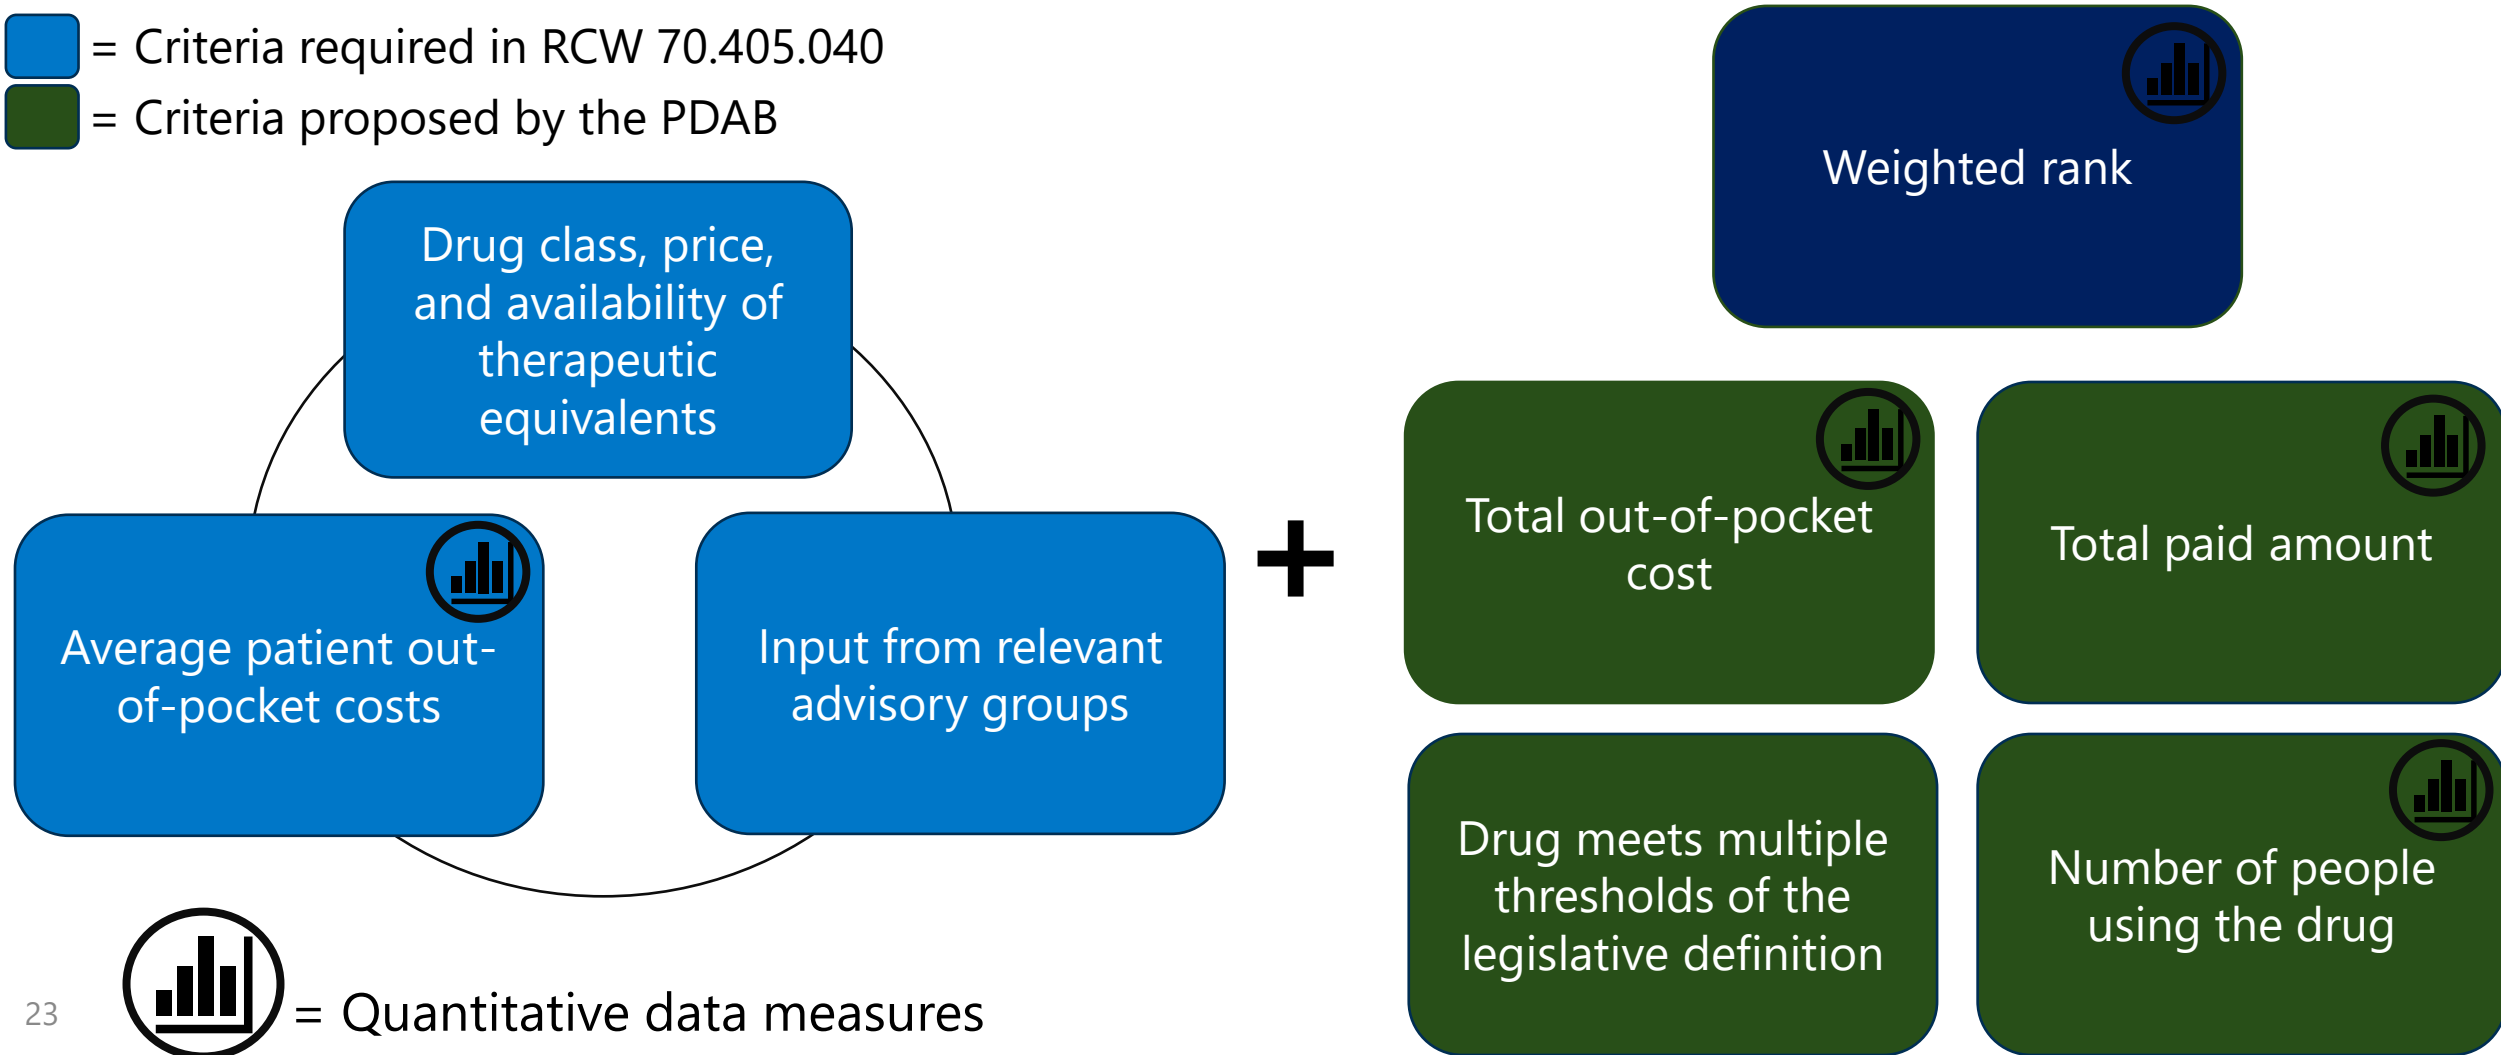 = Criteria required in RCW 70.405.040
= Criteria proposed by the PDAB
Drug class, price,
and availability of
therapeutic
equivalents
Average patient out-
of-pocket costs
Input from relevant
advisory groups
+
Weighted rank
Total out-of-pocket
cost
Total paid amount
Drug meets multiple
thresholds of the
legislative definition
Number of people
using the drug
= Quantitative data measures
23